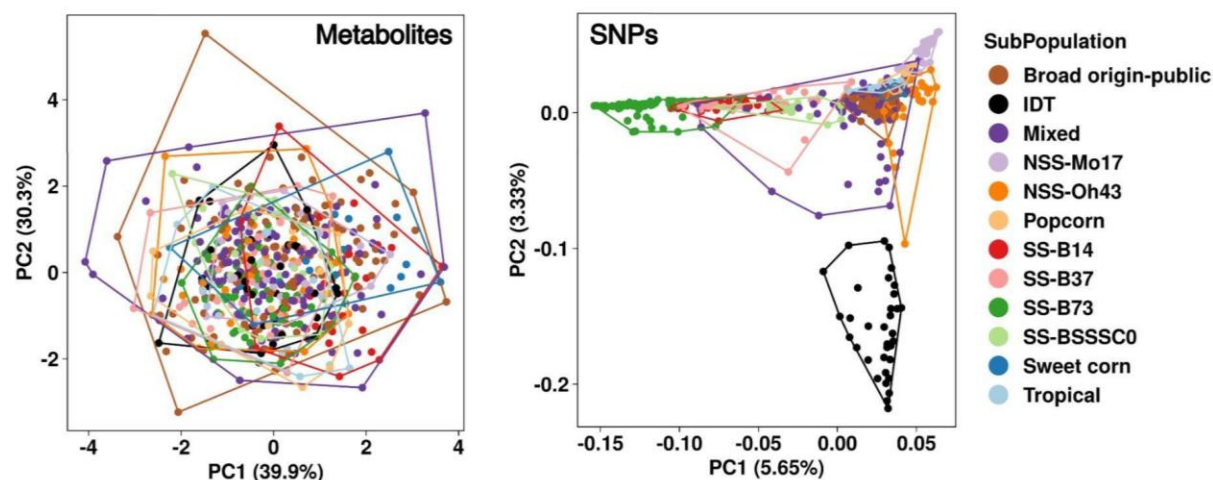 Metabolites
4
2
0
-2
PC2 (30.3%)
-4
-2
0
2
4
PC1 (39.9%)
SNPs
0.0
-0.1
-0.2
PC2 (3.33%)
-0.15
-0.10
-0.05
0.00
0.05
PC1 (5.65%)
SubPopulation
Broad origin-public
IDT
Mixed
NSS-Mo17
NSS-Oh43
Popcorn
SS-B14
SS-B37
SS-B73
SS-BSSSC0
Sweet corn
Tropical